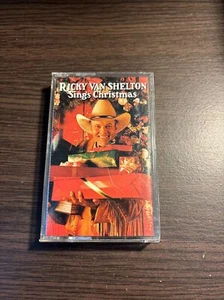 RICKY VAN SHELTON
Sings Christmas